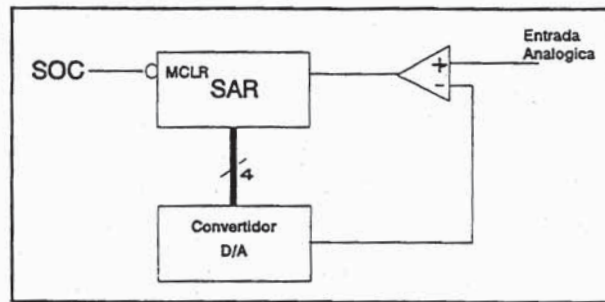 Entrada
Analogica
SOC
MCLR
SAR
+
-
4
Convertidor
D/A